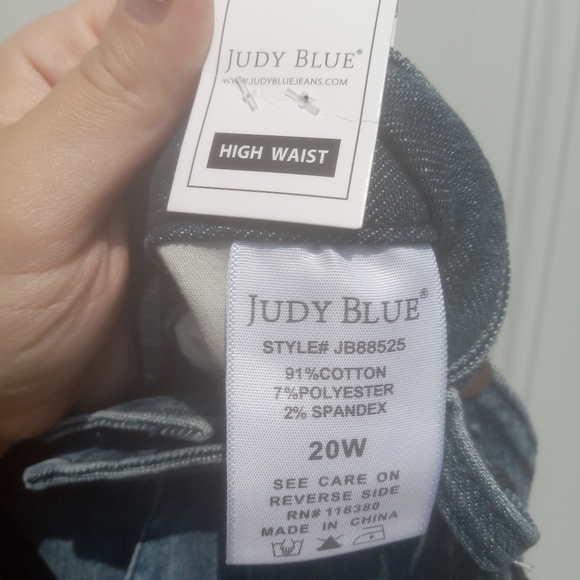 JUDY BLUE®
WWW.JUDYBLUEJEANS.COM
HIGH WAIST
JUDY BLUE®
STYLE# JB88525
91%COTTON
7%POLYESTER
2% SPANDEX
20W
SEE CARE ON
REVERSE SIDE
RN# 116380
MADE IN CHINA